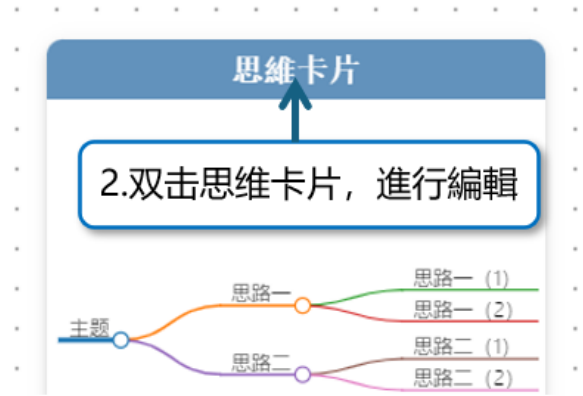 思維卡片
2.双击思维卡片，進行編輯
思路一（1）
思路一
思路一（2）
主题
思路二（1）
思路二
思路二（2）